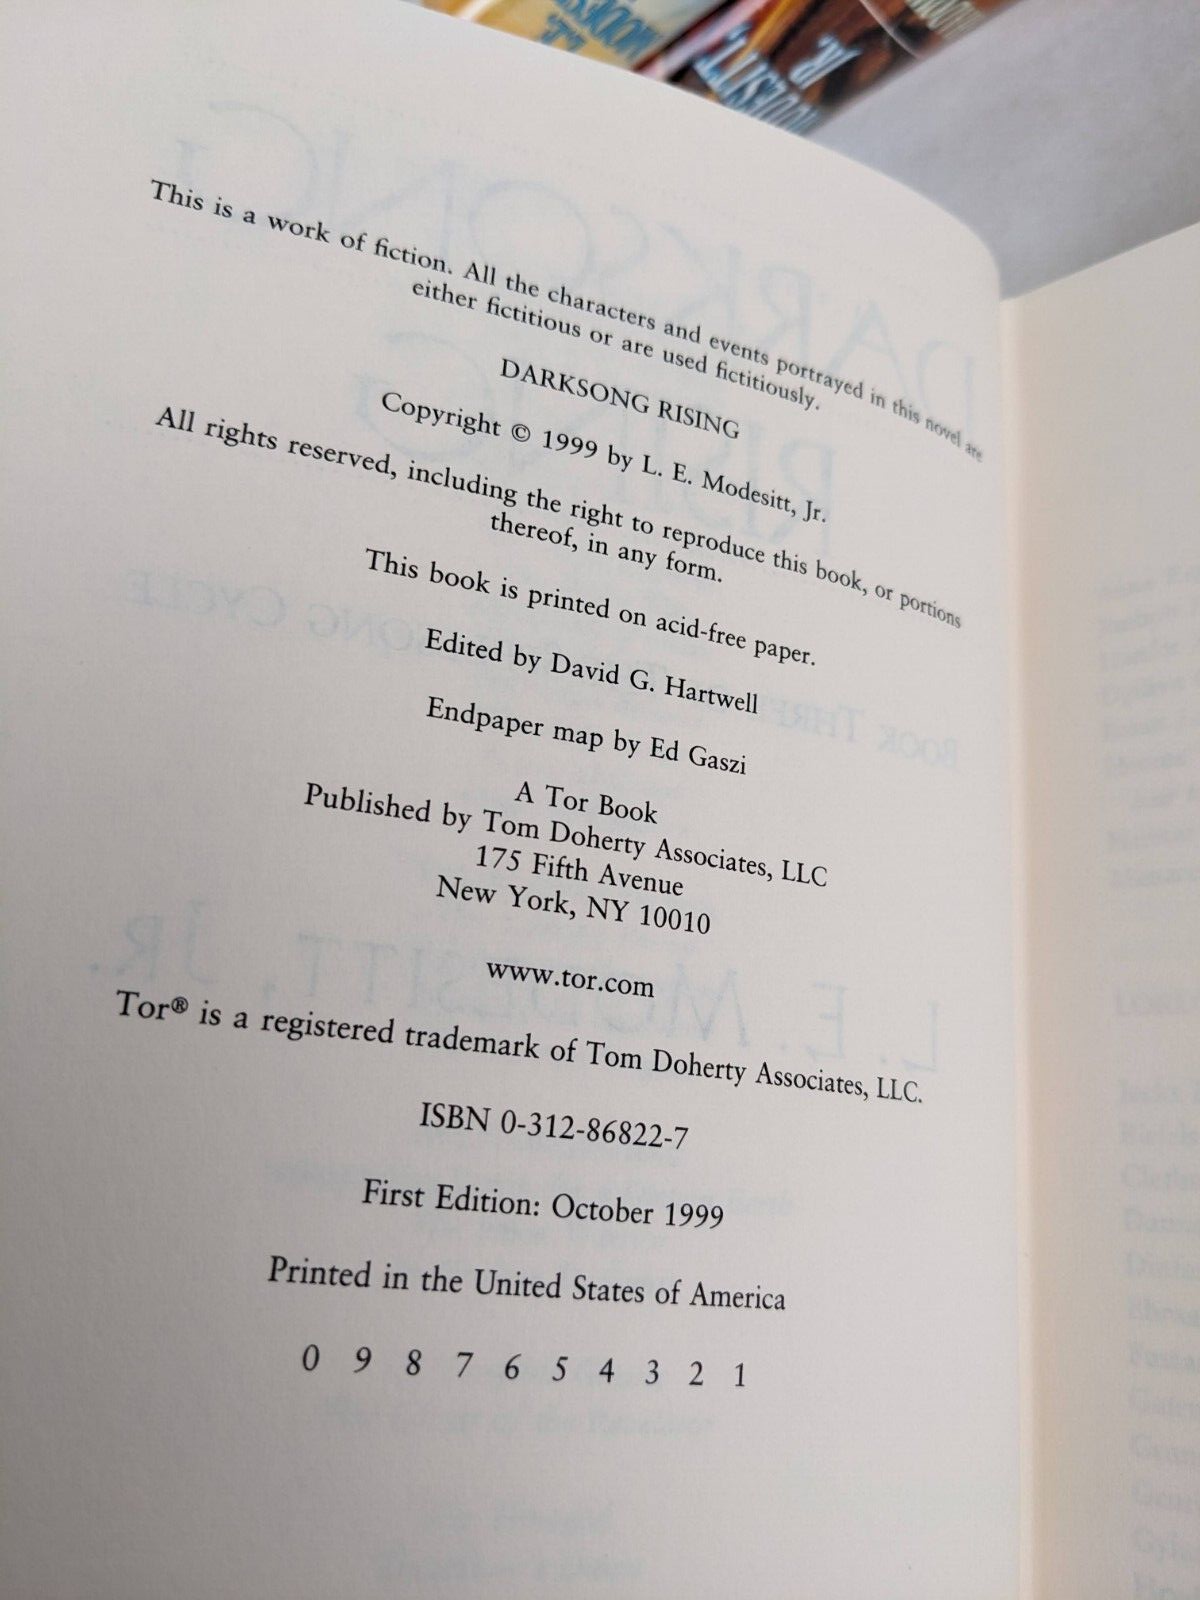 This is a work of fiction. All the characters and events portrayed in this novel are
either fictitious or are used fictitiously.
DARKSONG RISING
Copyright © 1999 by L. E. Modesitt, Jr.
All rights reserved, including the right to reproduce this book, or portions
thereof, in any form.
This book is printed on acid-free paper.
Edited by David G. Hartwell
Endpaper map by Ed Gaszi
A Tor Book
Published by Tom Doherty Associates, LLC
175 Fifth Avenue
New York, NY 10010
www.tor.com
Tor® is a registered trademark of Tom Doherty Associates, LLC.
ISBN 0-312-86822-7
First Edition: October 1999
Printed in the United States of America
0 9 8 7 6 5 4 3 2 1